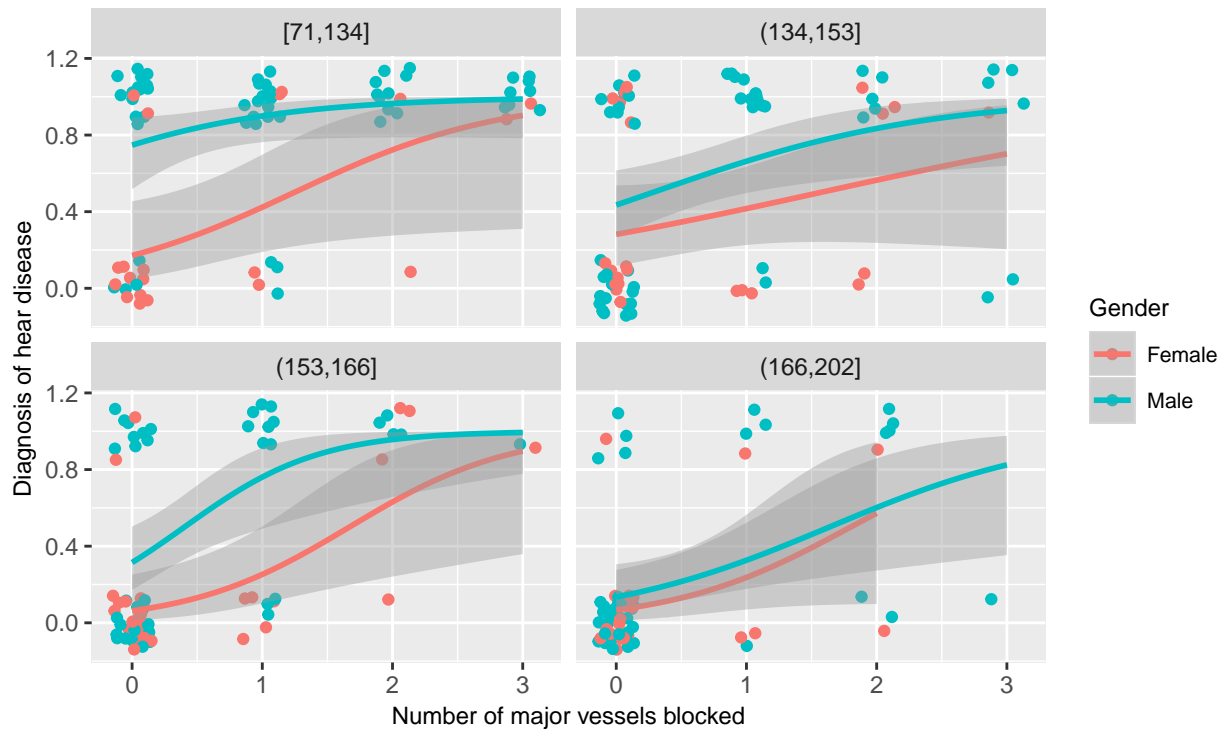 [71,134]
(134,153]
1.2
0.8
0.4
0.0
(153,166]
(166,202]
1.2
0.8
0.4
0.0
0 1 2 3
0 1 2 3
Number of major vessels blocked
Diagnosis of hear disease
Gender
Female
Male